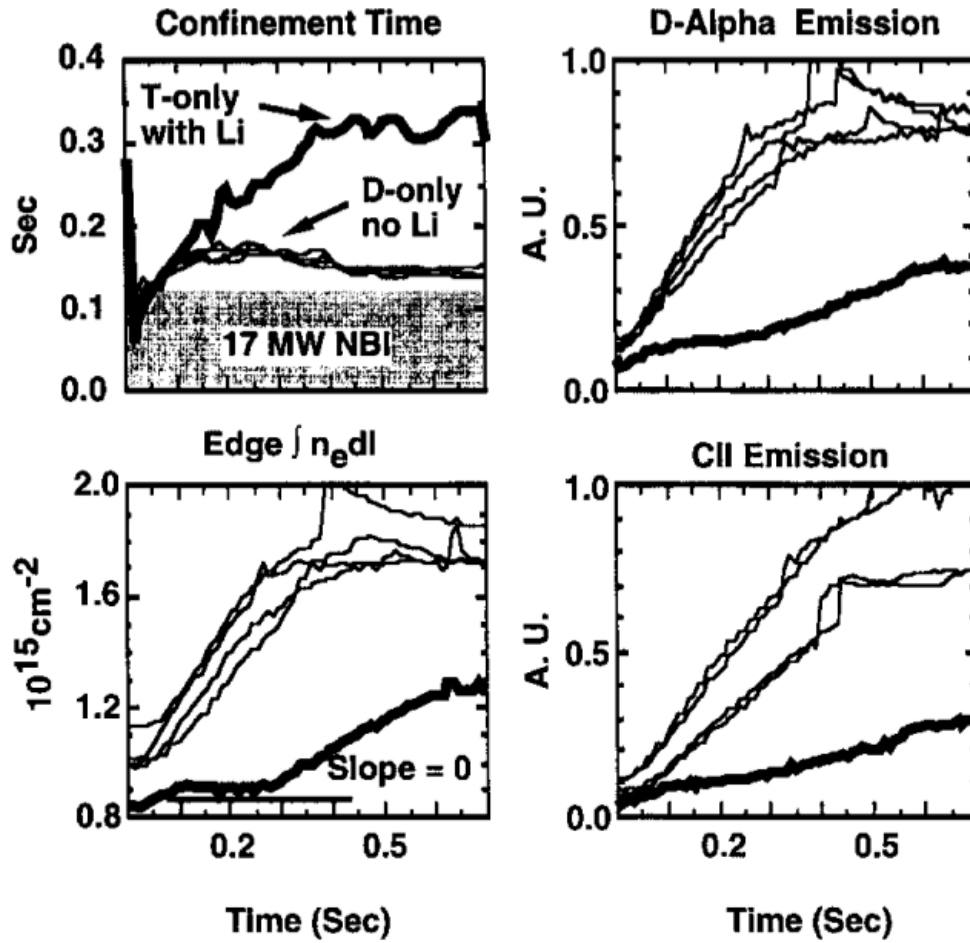 Confinement Time
0.4
0.3
0.2
0.1
0.0
Sec
T-only
with Li
D-only
no Li
17 MW NBI
D-Alpha Emission
1.0
0.5
0.0
A. U.
Edge ∫ nₑdl
2.0
1.6
1.2
0.8
10¹⁵cm⁻²
Slope = 0
0.2
0.5
Time (Sec)
CII Emission
1.0
0.5
0.0
A. U.
0.2
0.5
Time (Sec)